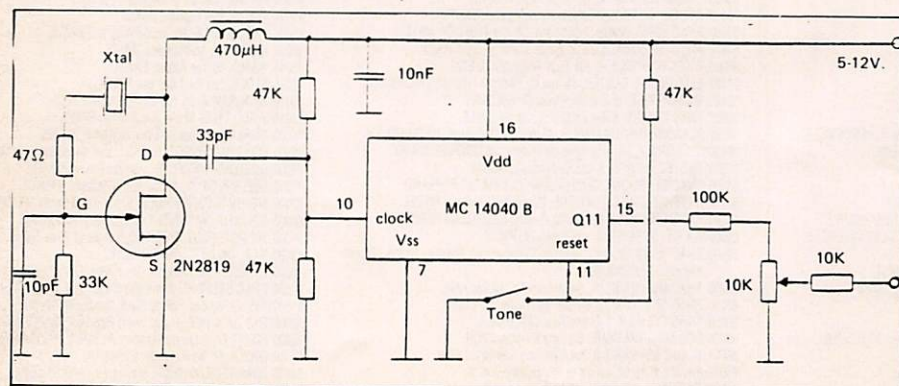 Xtal
470µH
10nF
47K
47K
5-12V.
33pF
47Ω
D
16
Vdd
G
10
clock
MC 14040 B
Q11
15
100K
Vss
reset
S
2N2819
47K
7
11
10K
10K
10pF
33K
Tone